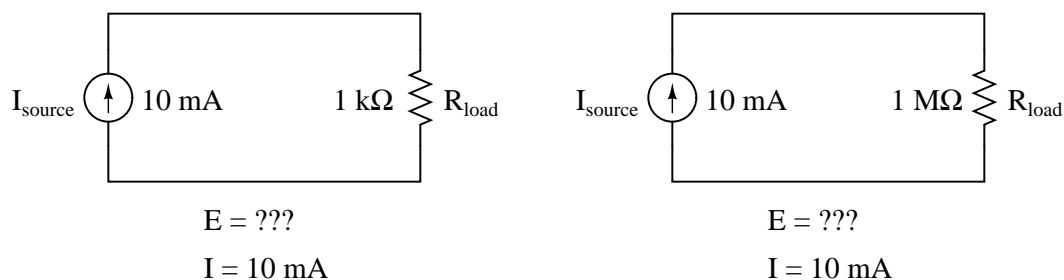 I_source 10 mA 1 kΩ R_load
E = ???
I = 10 mA
I_source 10 mA 1 MΩ R_load
E = ???
I = 10 mA